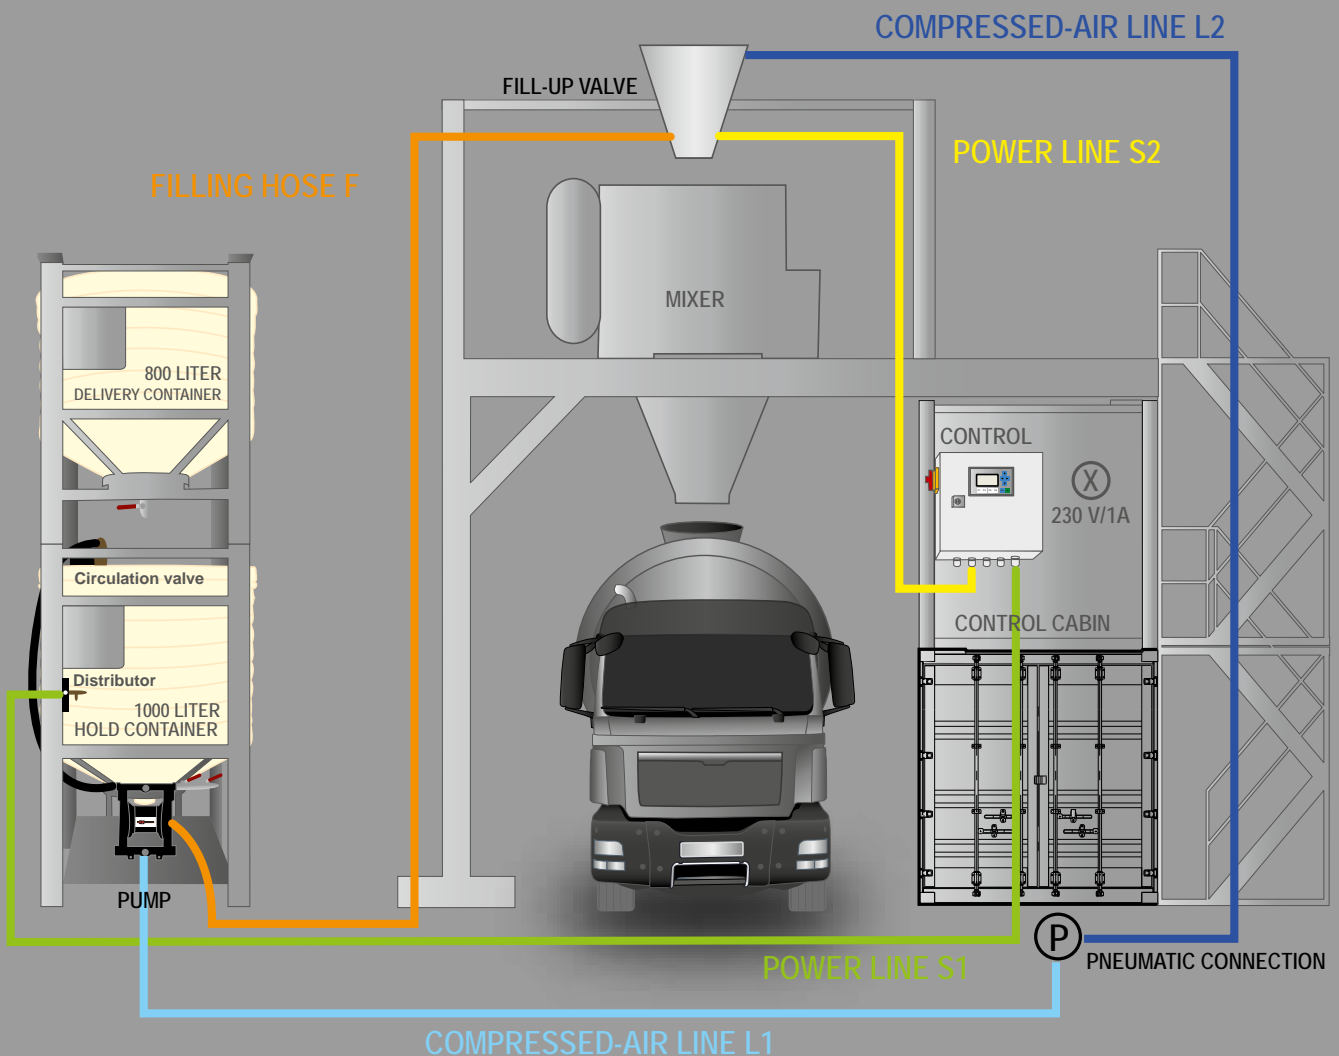 COMPRESSED-AIR LINE L2
FILL-UP VALVE
POWER LINE S2
FILLING HOSE F
MIXER
800 LITER
DELIVERY CONTAINER
CONTROL
X
230 V/1A
Circulation valve
CONTROL CABIN
Distributor
1000 LITER
HOLD CONTAINER
PUMP
P
PNEUMATIC CONNECTION
POWER LINE S1
COMPRESSED-AIR LINE L1